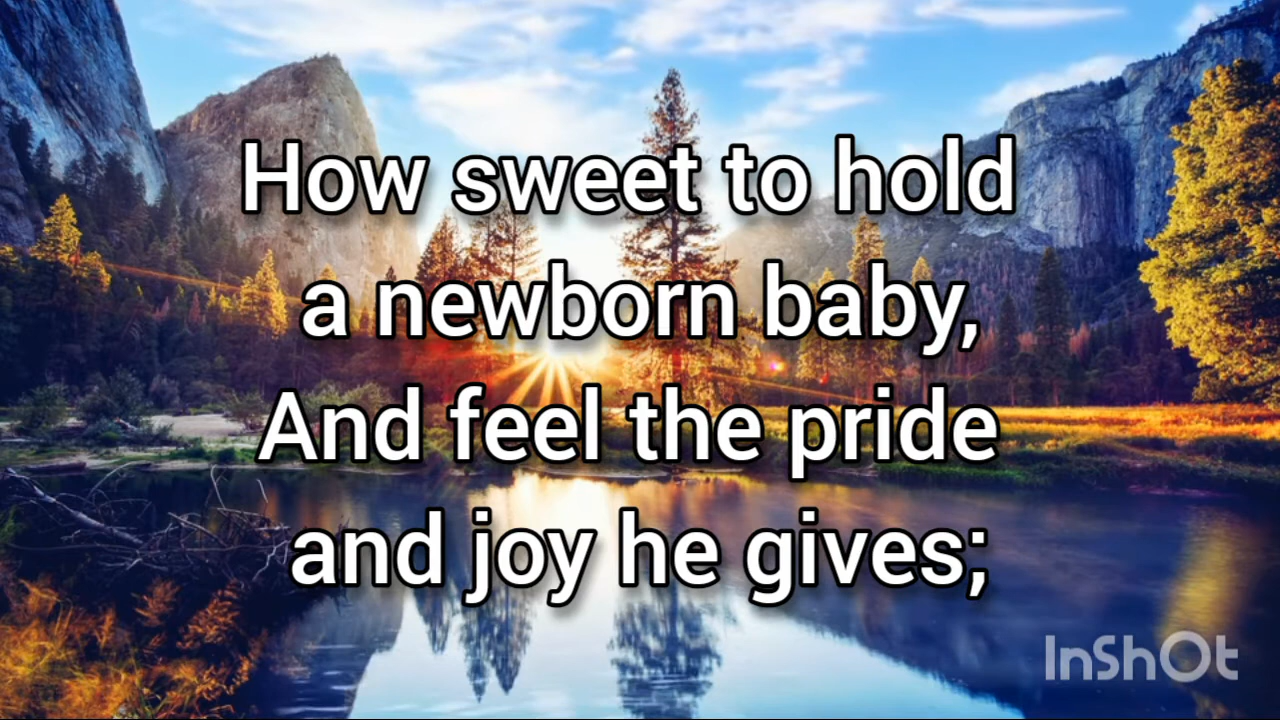 How sweet to hold
a newborn baby,
And feel the pride
and joy he gives;
InShOt